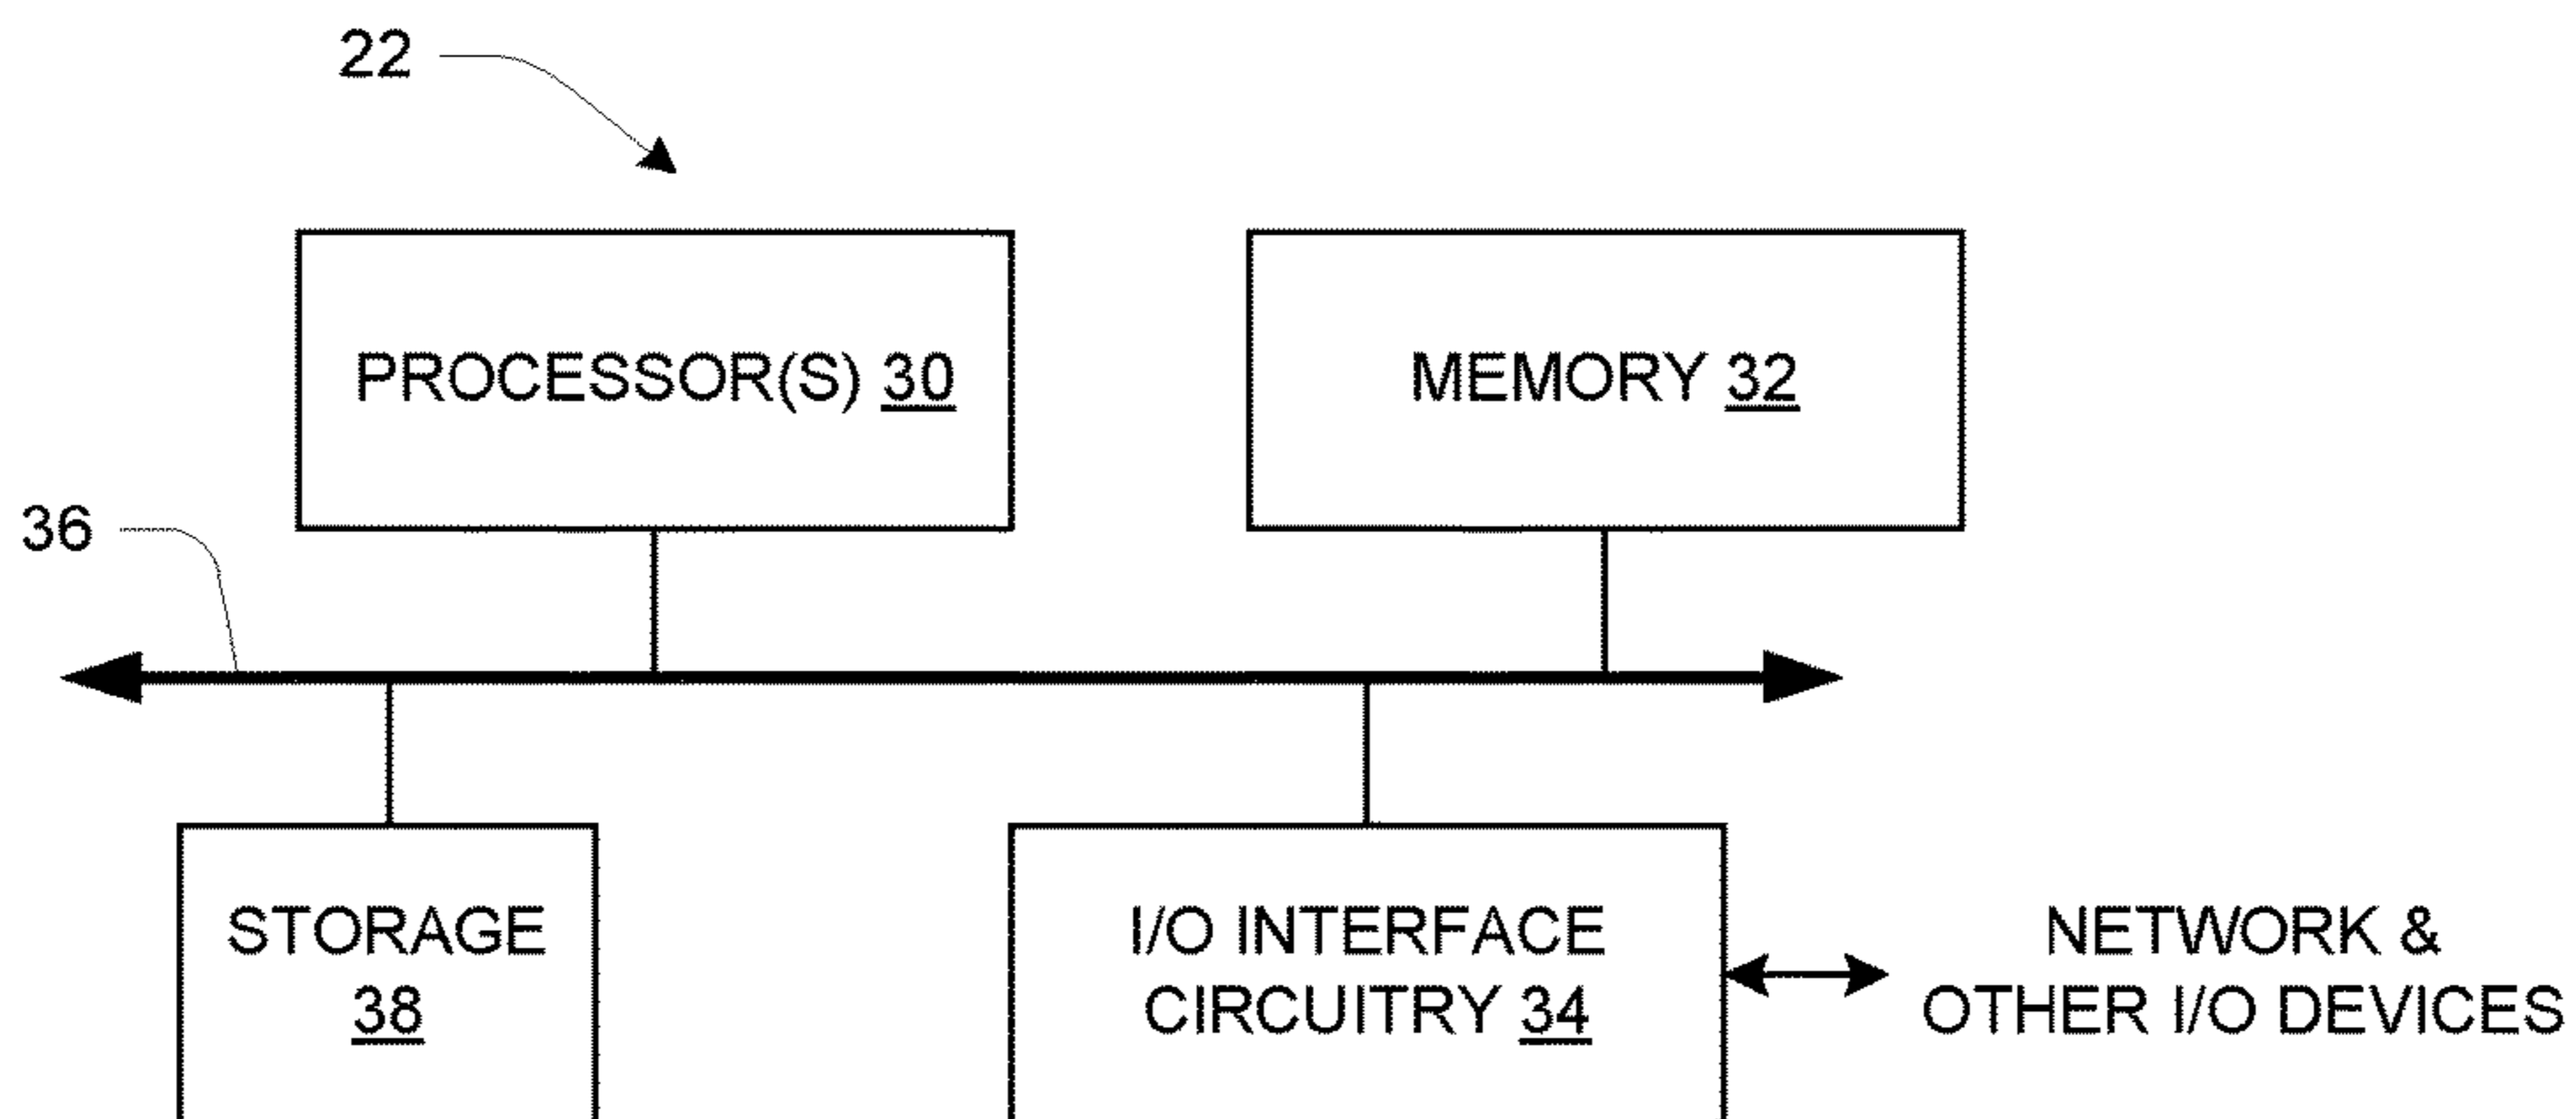 22
PROCESSOR(S) 30
MEMORY 32
36
STORAGE
38
I/O INTERFACE
CIRCUITRY 34
NETWORK &
OTHER I/O DEVICES